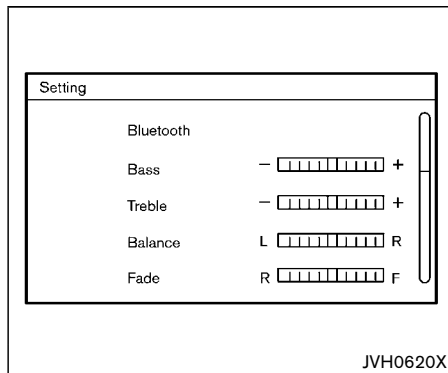 Setting
Bluetooth
Bass − +
Treble − +
Balance L R
Fade R F
JVH0620X